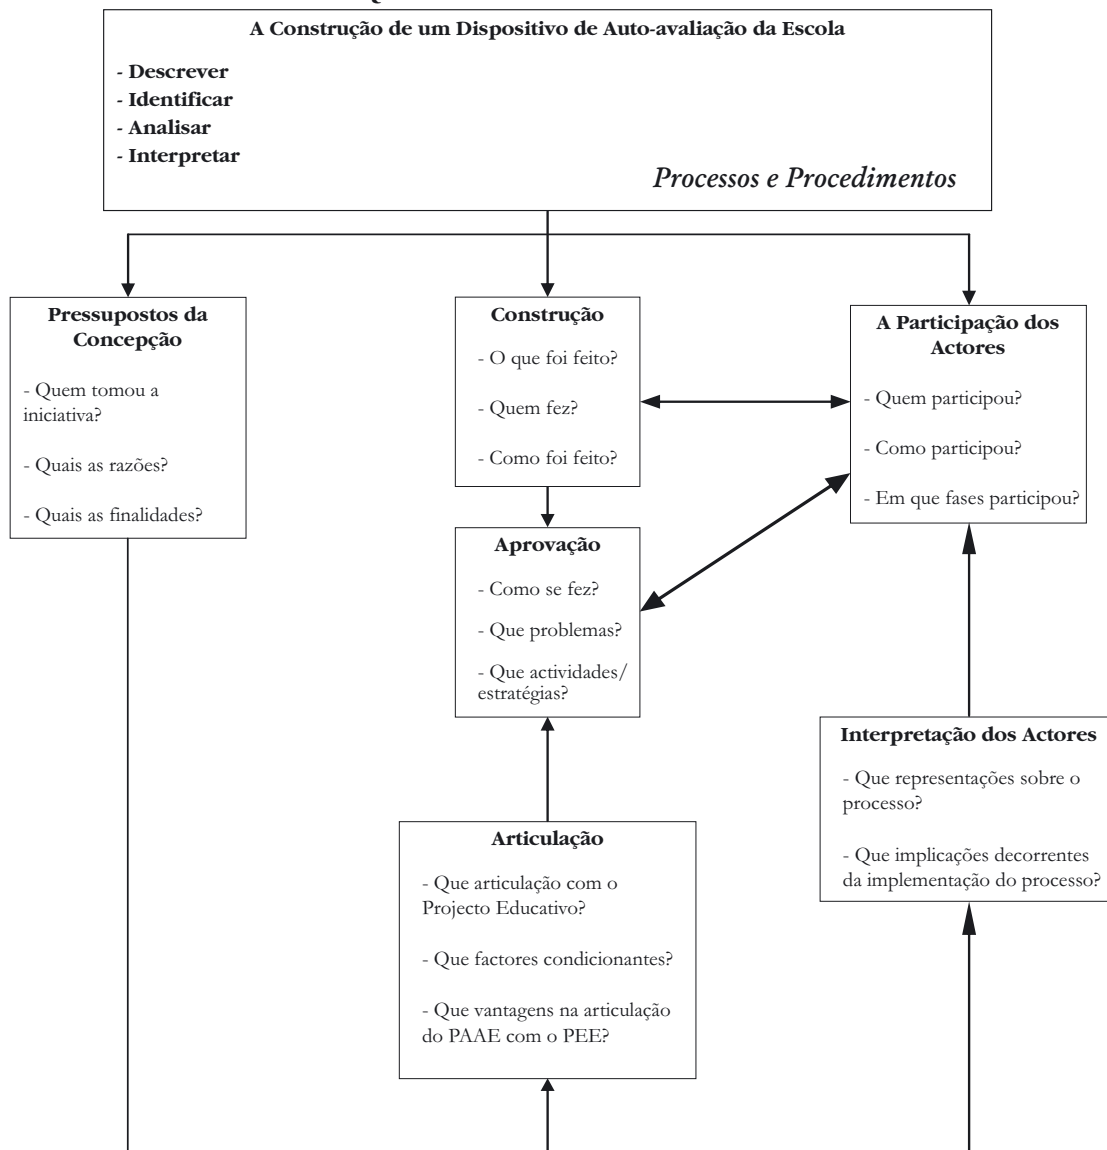 A Construção de um Dispositivo de Auto-avaliação da Escola
- Descrever
- Identificar
- Analisar
- Interpretar
Processos e Procedimentos
Pressupostos da
Concepção
- Quem tomou a
iniciativa?
- Quais as razões?
- Quais as finalidades?
Construção
- O que foi feito?
- Quem fez?
- Como foi feito?
A Participação dos
Actores
- Quem participou?
- Como participou?
- Em que fases participou?
Aprovação
- Como se fez?
- Que problemas?
- Que actividades/
estratégias?
Interpretação dos Actores
- Que representações sobre o
processo?
- Que implicações decorrentes
da implementação do processo?
Articulação
- Que articulação com o
Projecto Educativo?
- Que factores condicionantes?
- Que vantagens na articulação
do PAAE com o PEE?